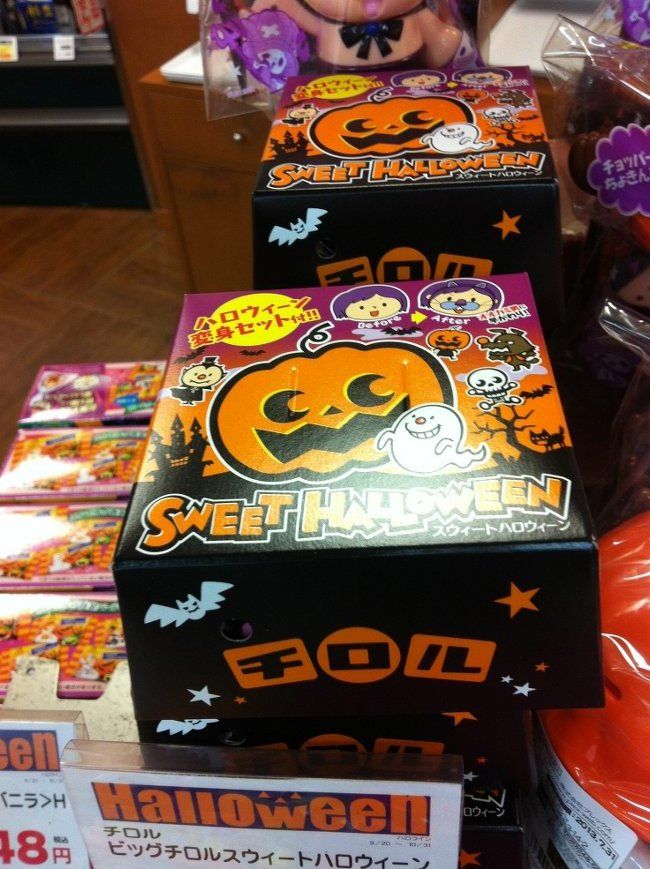 ハロウィーン
変身セット付!!
SWEET HALLOWEEN
スウィートハロウィーン
チロル
チョッパー
ちょきん
ハロウィーン
変身セット付!!
Before
After
SWEET HALLOWEEN
スウィートハロウィーン
チロル
チロル
een
48円
税込
Halloween
ハロウィン
9/20 − 10/31
チロル
ビッグチロルスウィートハロウィーン
2013.7.31